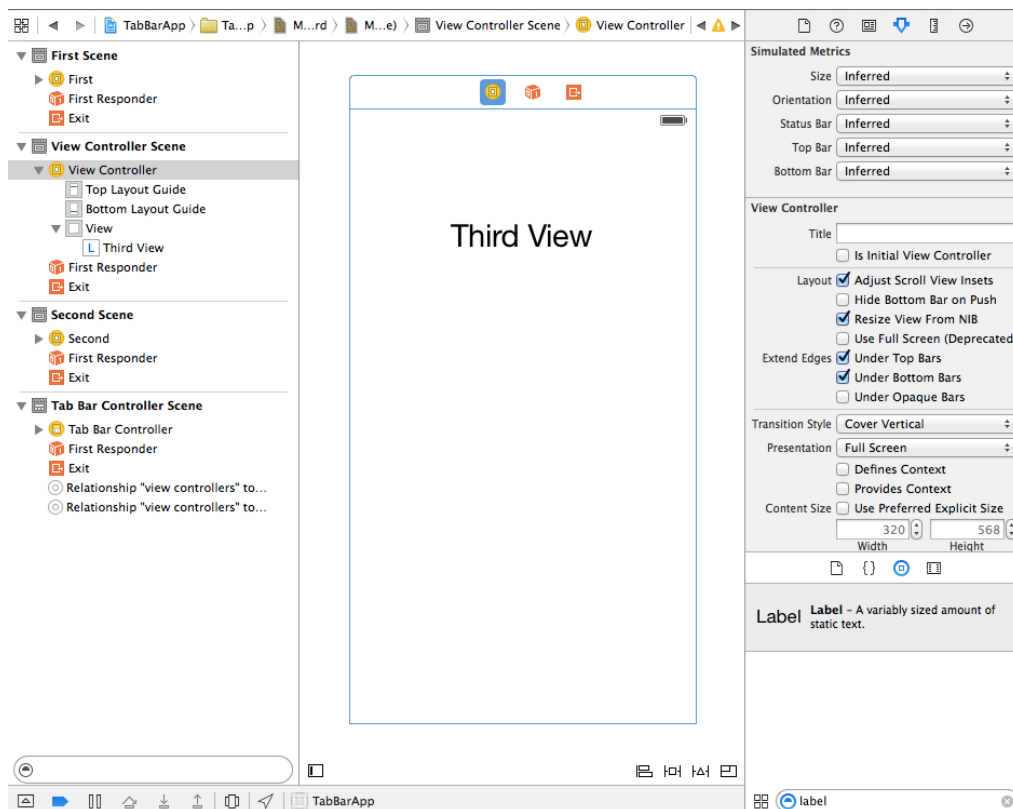 TabBarApp Ta...p M...rd M...e) View Controller Scene View Controller
First Scene
First
First Responder
Exit
View Controller Scene
View Controller
Top Layout Guide
Bottom Layout Guide
View
L Third View
First Responder
Exit
Second Scene
Second
First Responder
Exit
Tab Bar Controller Scene
Tab Bar Controller
First Responder
Exit
Relationship "view controllers" to...
Relationship "view controllers" to...
Third View
TabBarApp
Simulated Metrics
Size Inferred
Orientation Inferred
Status Bar Inferred
Top Bar Inferred
Bottom Bar Inferred
View Controller
Title
Is Initial View Controller
Layout Adjust Scroll View Insets
Hide Bottom Bar on Push
Resize View From NIB
Use Full Screen (Deprecated
Extend Edges Under Top Bars
Under Bottom Bars
Under Opaque Bars
Transition Style Cover Vertical
Presentation Full Screen
Defines Context
Provides Context
Content Size Use Preferred Explicit Size
320 568
Width Height
{}
Label Label – A variably sized amount of
static text.
label